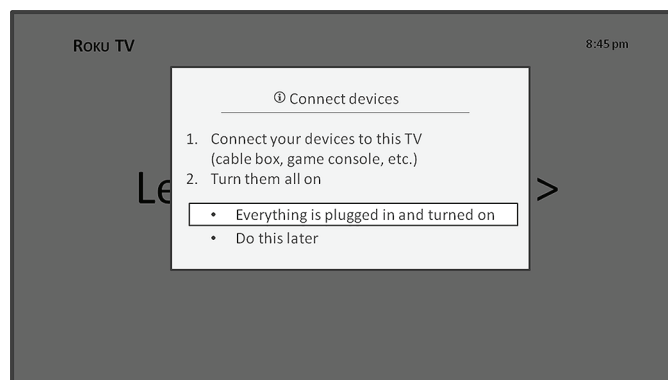 ROKU TV
8:45 pm
ⓘ Connect devices
1. Connect your devices to this TV
(cable box, game console, etc.)
2. Turn them all on
Le >
• Everything is plugged in and turned on
• Do this later